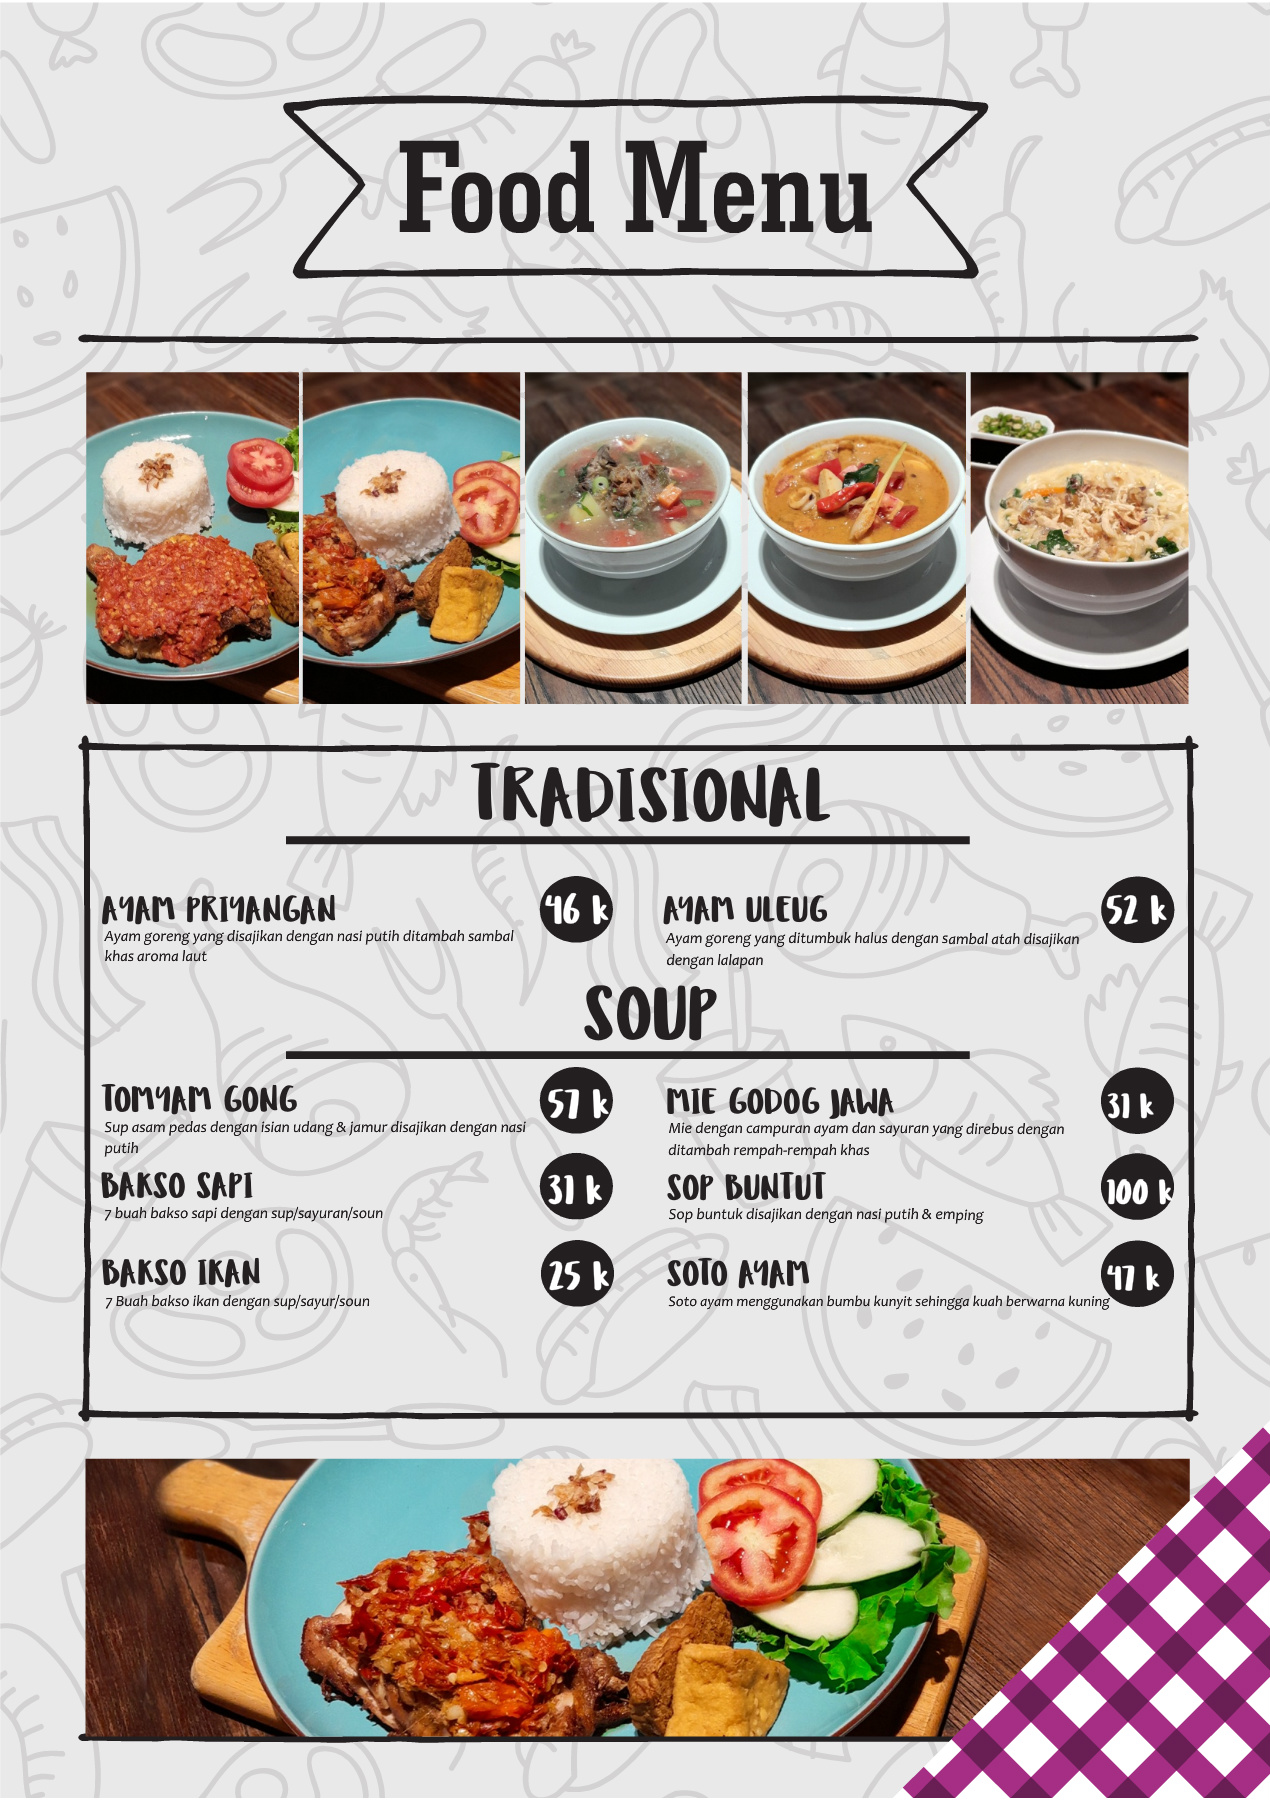 Food Menu
TRADISIONAL
AYAM PRIYANGAN 46 k
Ayam goreng yang disajikan dengan nasi putih ditambah sambal
khas aroma laut
AYAM ULEUG 52 k
Ayam goreng yang ditumbuk halus dengan sambal atah disajikan
dengan lalapan
SOUP
TOMYAM GONG 57 k
Sup asam pedas dengan isian udang & jamur disajikan dengan nasi
putih
MIE GODOG JAWA 31 k
Mie dengan campuran ayam dan sayuran yang direbus dengan
ditambah rempah-rempah khas
BAKSO SAPI 31 k
7 buah bakso sapi dengan sup/sayuran/soun
SOP BUNTUT 100 k
Sop buntuk disajikan dengan nasi putih & emping
BAKSO IKAN 25 k
7 Buah bakso ikan dengan sup/sayur/soun
SOTO AYAM 47 k
Soto ayam menggunakan bumbu kunyit sehingga kuah berwarna kuning